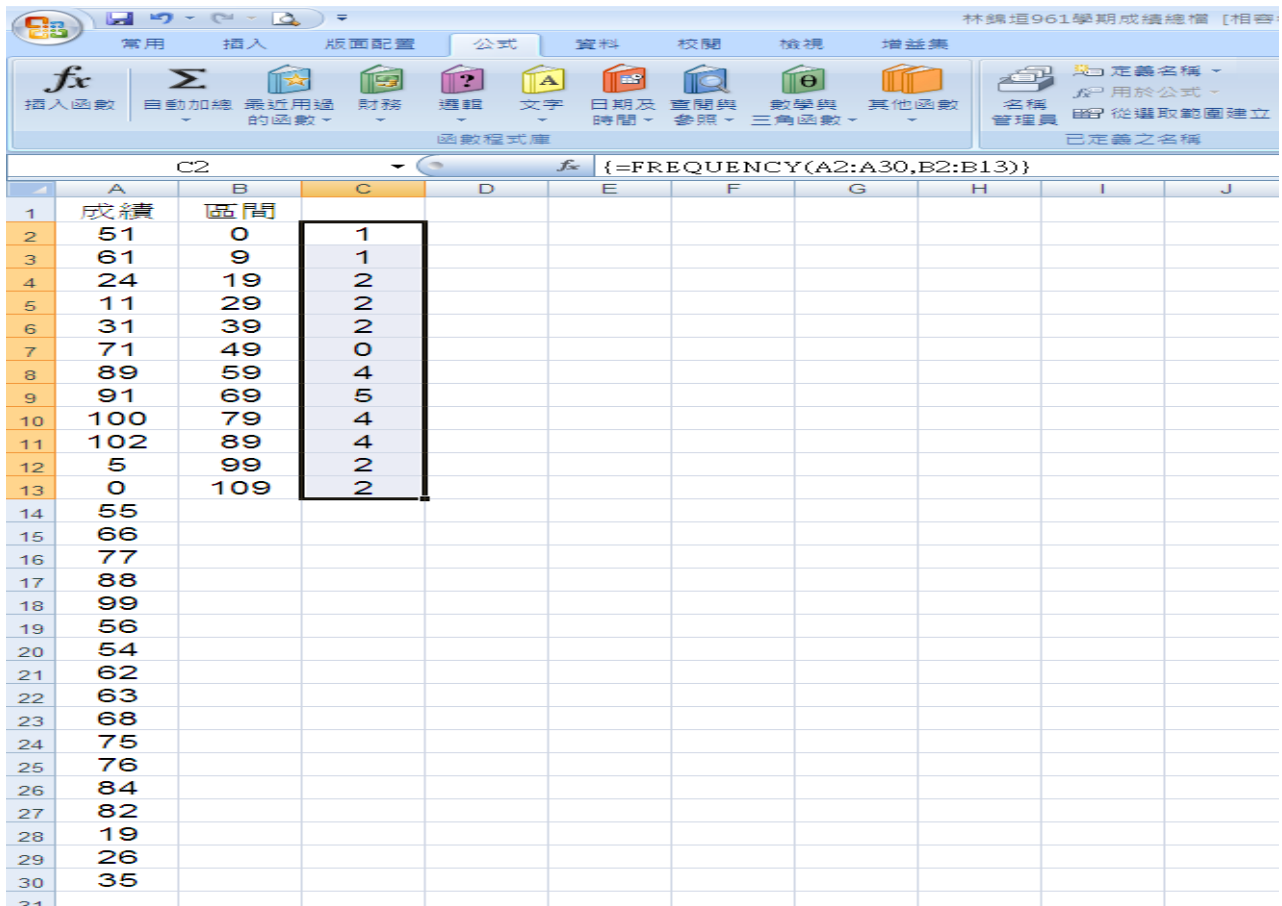 林錦垣961學期成績總檔 [相容
常用 插入 版面配置 公式 資料 校閱 檢視 增益集
fx Σ ? A θ
插入函數 自動加總 最近用過的函數 財務 邏輯 文字 日期及時間 查閱與參照 數學與三角函數 其他函數 名稱管理員
定義名稱
用於公式
從選取範圍建立
函數程式庫 已定義之名稱
C2 fx {=FREQUENCY(A2:A30,B2:B13)}
A B C D E F G H I J
1 成績 區間
2 51 0 1
3 61 9 1
4 24 19 2
5 11 29 2
6 31 39 2
7 71 49 0
8 89 59 4
9 91 69 5
10 100 79 4
11 102 89 4
12 5 99 2
13 0 109 2
14 55
15 66
16 77
17 88
18 99
19 56
20 54
21 62
22 63
23 68
24 75
25 76
26 84
27 82
28 19
29 26
30 35
31